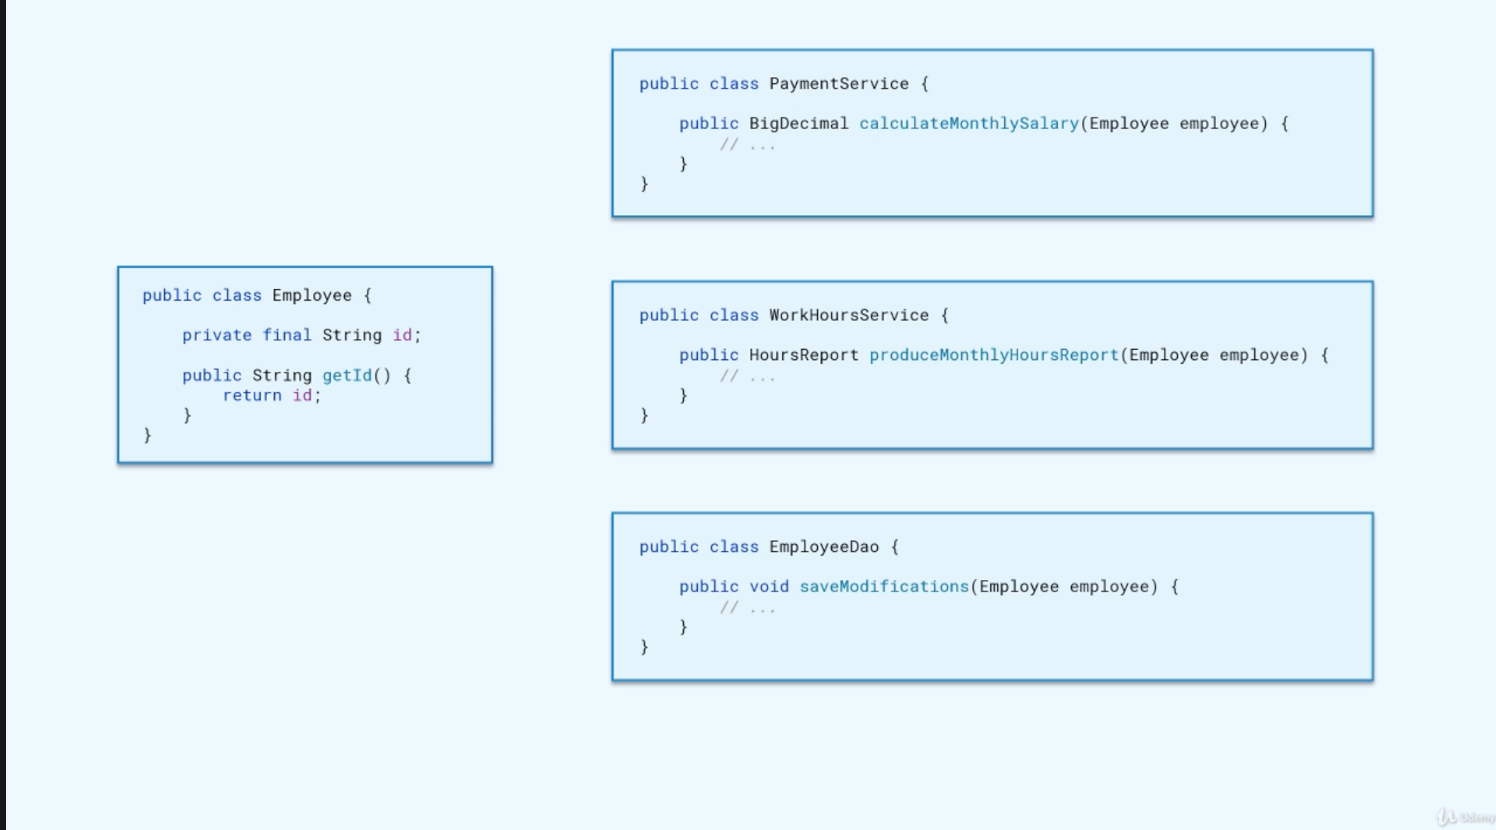 public class PaymentService {
public BigDecimal calculateMonthlySalary(Employee employee) {
// ...
}
}
public class Employee {
private final String id;
public String getId() {
return id;
}
}
public class WorkHoursService {
public HoursReport produceMonthlyHoursReport(Employee employee) {
// ...
}
}
public class EmployeeDao {
public void saveModifications(Employee employee) {
// ...
}
}
Udemy